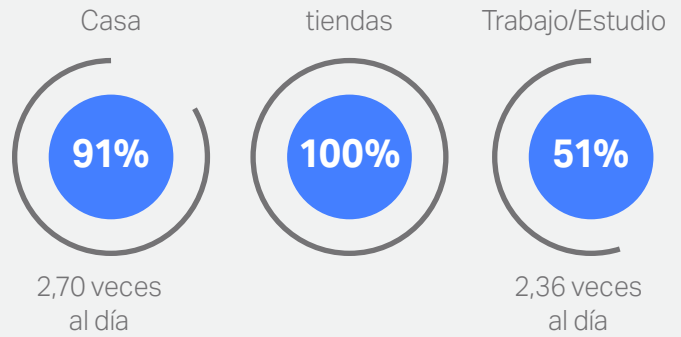 Casa
tiendas
Trabajo/Estudio
91%
100%
51%
2,70 veces
al día
2,36 veces
al día